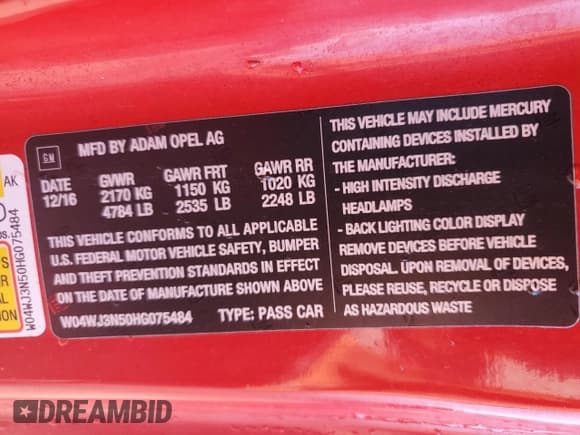 GM
MFD BY ADAM OPEL AG
DATE GVWR GAWR FRT GAWR RR
12/16 2170 KG 1150 KG 1020 KG
4784 LB 2535 LB 2248 LB
THIS VEHICLE CONFORMS TO ALL APPLICABLE
U.S. FEDERAL MOTOR VEHICLE SAFETY, BUMPER
AND THEFT PREVENTION STANDARDS IN EFFECT
ON THE DATE OF MANUFACTURE SHOWN ABOVE
W04WJ3N50HG075484 TYPE: PASS CAR
THIS VEHICLE MAY INCLUDE MERCURY
CONTAINING DEVICES INSTALLED BY
THE MANUFACTURER:
- HIGH INTENSITY DISCHARGE
HEADLAMPS
- BACK LIGHTING COLOR DISPLAY
REMOVE DEVICES BEFORE VEHICLE
DISPOSAL. UPON REMOVAL OF DEVICES,
PLEASE REUSE, RECYCLE OR DISPOSE
AS HAZARDOUS WASTE
AK
W04WJ3N50HG075484
DREAMBID